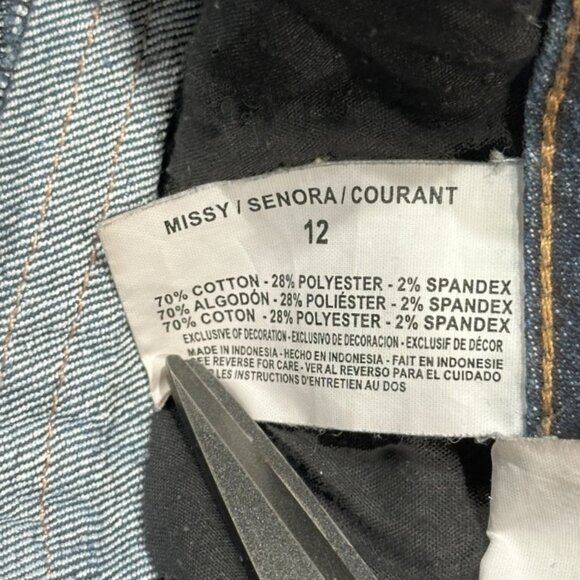 MISSY / SENORA / COURANT
12
70% COTTON - 28% POLYESTER - 2% SPANDEX
70% ALGODÓN - 28% POLIÉSTER - 2% SPANDEX
70% COTON - 28% POLYESTER - 2% SPANDEX
EXCLUSIVE OF DECORATION - EXCLUSIVO DE DECORACION - EXCLUSIF DE DÉCOR
MADE IN INDONESIA - HECHO EN INDONESIA - FAIT EN INDONESIE
SEE REVERSE FOR CARE - VER AL REVERSO PARA EL CUIDADO
LES INSTRUCTIONS D'ENTRETIEN AU DOS